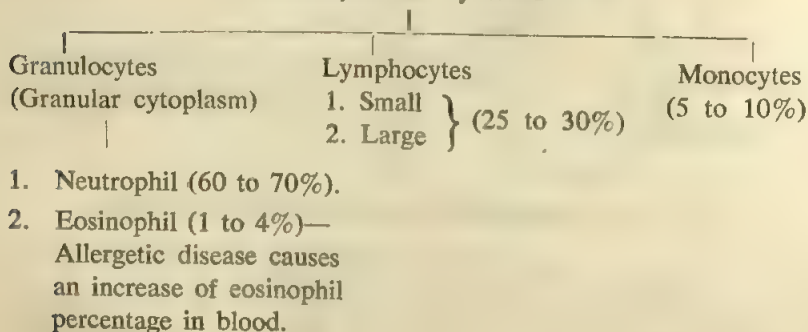 Granulocytes Lymphocytes Monocytes
(Granular cytoplasm) 1. Small (5 to 10%)
2. Large } (25 to 30%)
1. Neutrophil (60 to 70%).
2. Eosinophil (1 to 4%)—
Allergetic disease causes
an increase of eosinophil
percentage in blood.